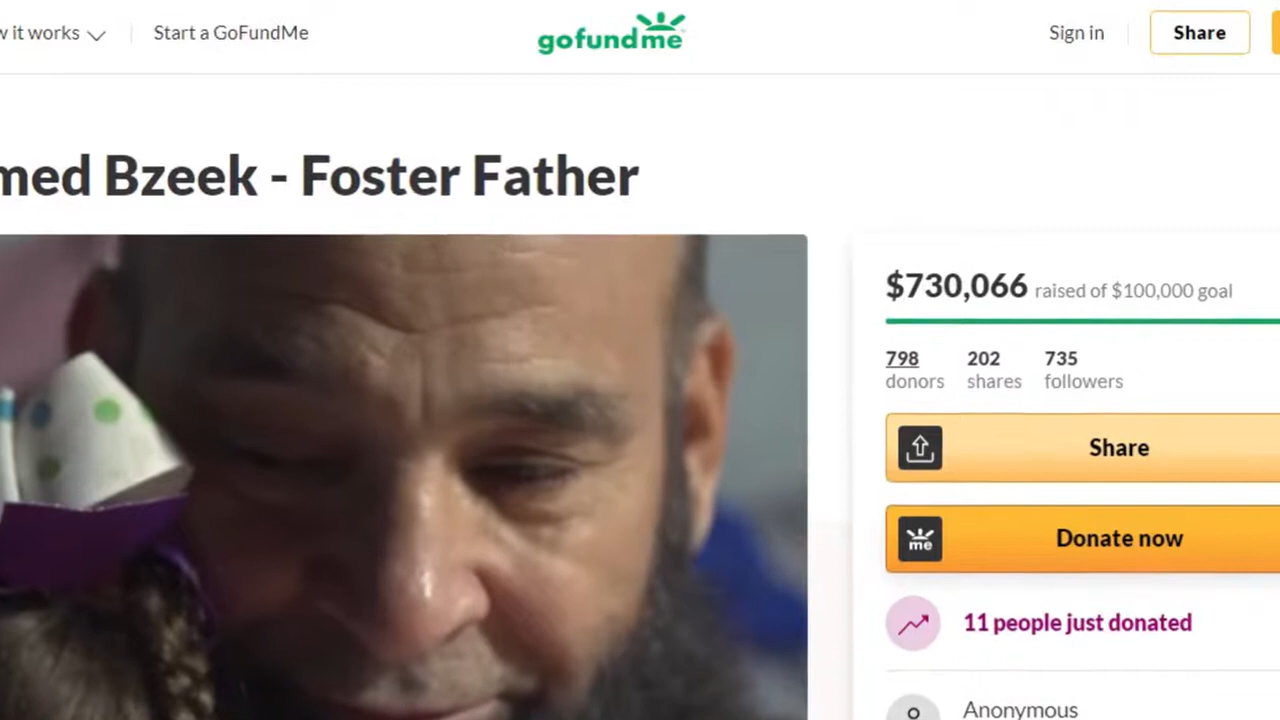 w it works
Start a GoFundMe
gofundme
Sign in
Share
med Bzeek - Foster Father
$730,066 raised of $100,000 goal
798 202 735
donors shares followers
Share
me
Donate now
11 people just donated
Anonymous